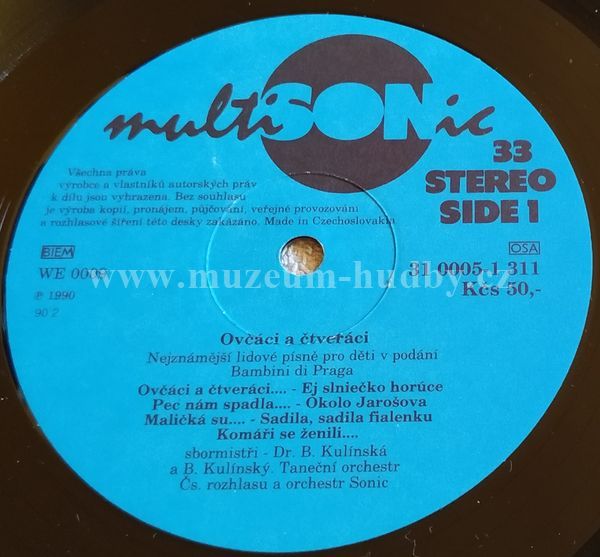 multiSONic
33
STEREO
SIDE 1
Všechna práva
výrobce a vlastníků autorských práv
k dílu jsou vyhrazena. Bez souhlasu
je výroba kopií, pronájem, půjčování, veřejné provozování
a rozhlasové šíření této desky zakázáno. Made in Czechoslovakia
BIEM
OSA
WE 0009
31 0005-1 311
℗ 1990
Kčs 50,-
90 2
www.muzeum-hudby.cz
Ovčáci a čtveráci
Nejznámější lidové písně pro děti v podání
Bambini di Praga
Ovčáci a čtveráci.... - Ej slniečko horúce
Pec nám spadla.... - Okolo Jarošova
Maličká su.... - Sadila, sadila fialenku
Komáři se ženili....
sbormistři - Dr. B. Kulínská
a B. Kulínský. Taneční orchestr
Čs. rozhlasu a orchestr Sonic